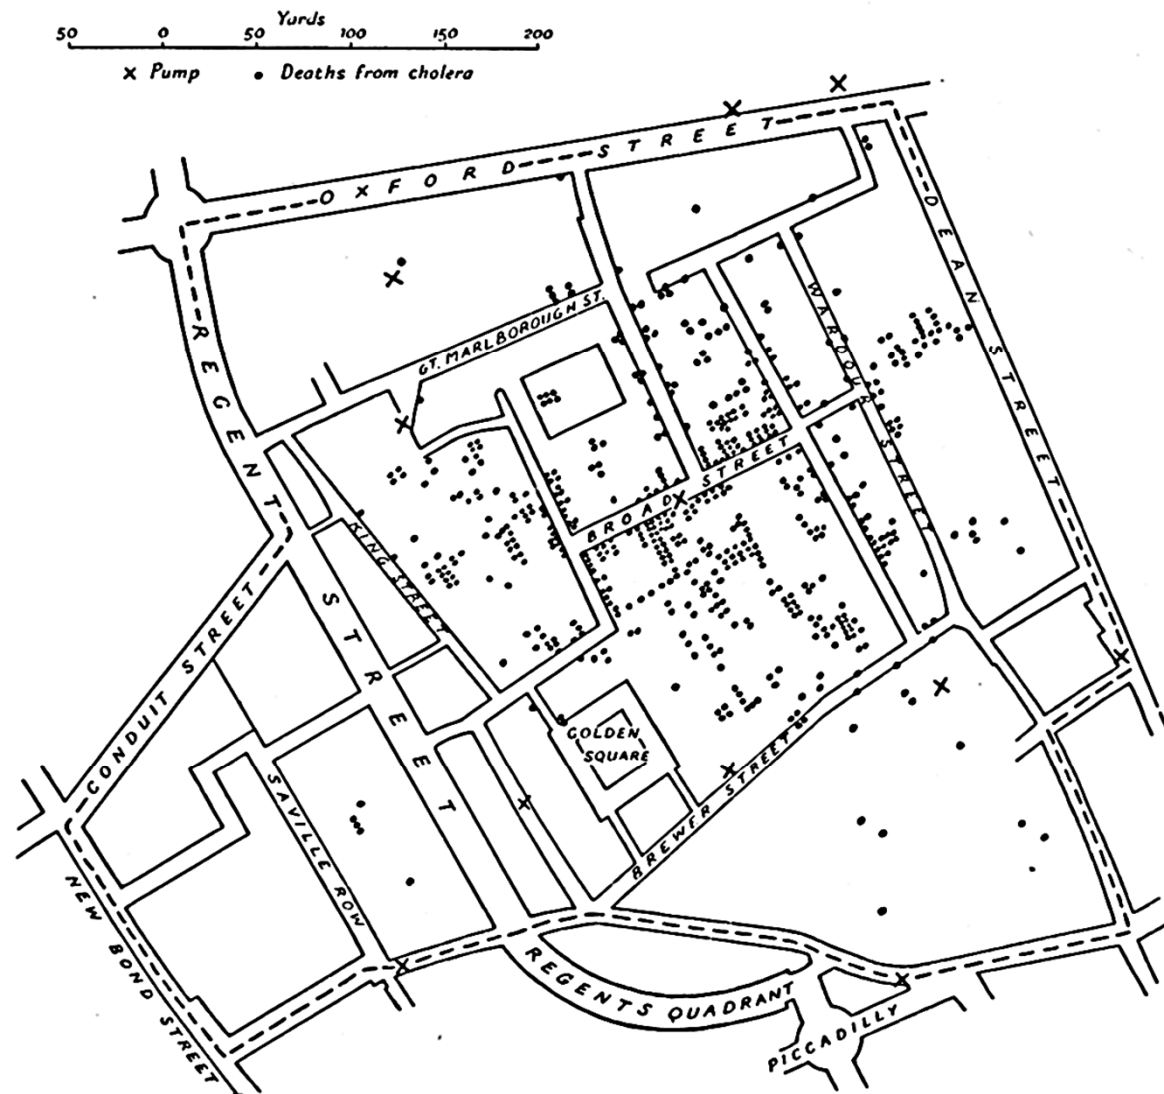 Yards
50 0 50 100 150 200
x Pump • Deaths from cholera
OXFORD STREET
DEAN STREET
REGENT STREET
GT. MARLBOROUGH ST.
WARDOUR STREET
BROAD STREET
KING STREET
CONDUIT STREET
GOLDEN
SQUARE
SAVILLE ROW
BREWER STREET
NEW BOND STREET
REGENTS QUADRANT
PICCADILLY